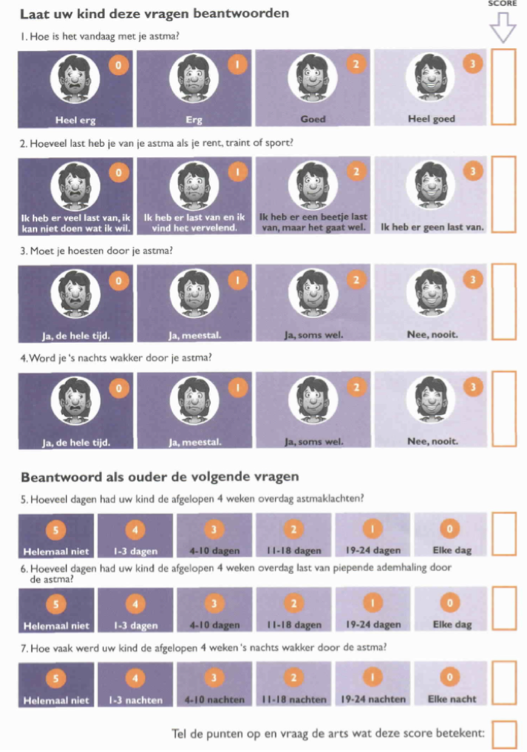 SCORE
Laat uw kind deze vragen beantwoorden
1. Hoe is het vandaag met je astma?
0 1 2 3
Heel erg Erg Goed Heel goed
2. Hoeveel last heb je van je astma als je rent, traint of sport?
0 1 2 3
Ik heb er veel last van, ik kan niet doen wat ik wil.
Ik heb er last van en ik vind het vervelend.
Ik heb er een beetje last van, maar het gaat wel.
Ik heb er geen last van.
3. Moet je hoesten door je astma?
0 1 2 3
Ja, de hele tijd. Ja, meestal. Ja, soms wel. Nee, nooit.
4. Word je 's nachts wakker door je astma?
0 1 2 3
Ja, de hele tijd. Ja, meestal. Ja, soms wel. Nee, nooit.
Beantwoord als ouder de volgende vragen
5. Hoeveel dagen had uw kind de afgelopen 4 weken overdag astmaklachten?
5 4 3 2 1 0
Helemaal niet 1-3 dagen 4-10 dagen 11-18 dagen 19-24 dagen Elke dag
6. Hoeveel dagen had uw kind de afgelopen 4 weken overdag last van piepende ademhaling door
de astma?
5 4 3 2 1 0
Helemaal niet 1-3 dagen 4-10 dagen 11-18 dagen 19-24 dagen Elke dag
7. Hoe vaak werd uw kind de afgelopen 4 weken 's nachts wakker door de astma?
5 4 3 2 1 0
Helemaal niet 1-3 nachten 4-10 nachten 11-18 nachten 19-24 nachten Elke nacht
Tel de punten op en vraag de arts wat deze score betekent: